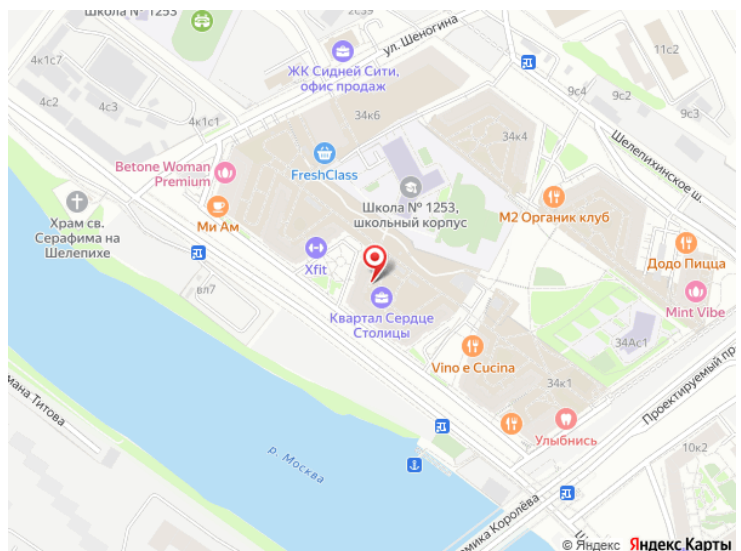 Школа № 1253
ул. Шеногина
4к1с7
ЖК Сидней Сити,
офис продаж
11с2
4с2
4с3
4к1с1
34к6
9с4
9с2
9с3
34к4
Шелепихинское ш.
Betone Woman
Premium
FreshClass
Школа № 1253,
школьный корпус
М2 Органик клуб
Храм св.
Серафима на
Шелепихе
Ми Ам
Xfit
Додо Пицца
вл7
Mint Vibe
Квартал Сердце
Столицы
34Ас1
Vino e Cucina
34к1
Проектируемый пр
мана Титова
Улыбнись
10к2
р. Москва
емика Королёва
Ш
© Яндекс Яндекс Карты